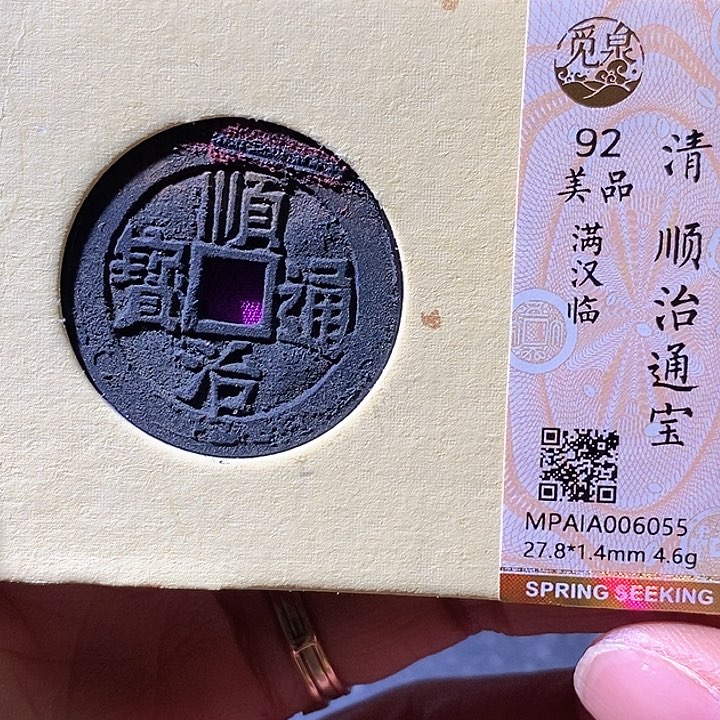 順
治
通
寶
觅泉
92
美品
满汉临
清 顺治通宝
MPAIA006055
27.8*1.4mm 4.6g
SPRING SEEKING